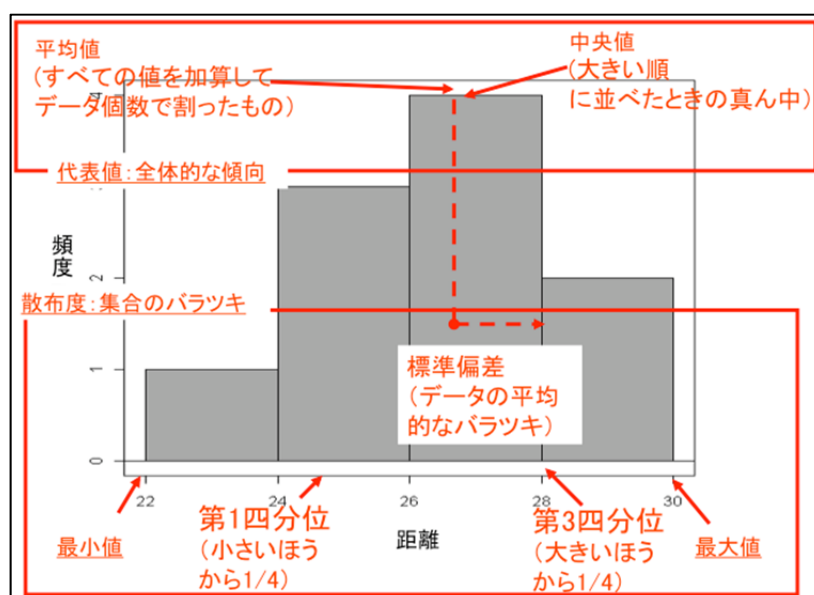 平均値
(すべての値を加算して
データ個数で割ったもの)
中央値
(大きい順
に並べたときの真ん中)
代表値:全体的な傾向
頻度
2
散布度:集合のバラツキ
標準偏差
(データの平均
的なバラツキ)
1
0
22
24
26
28
30
最小値
第1四分位
(小さいほう
から1/4)
距離
第3四分位
(大きいほう
から1/4)
最大値